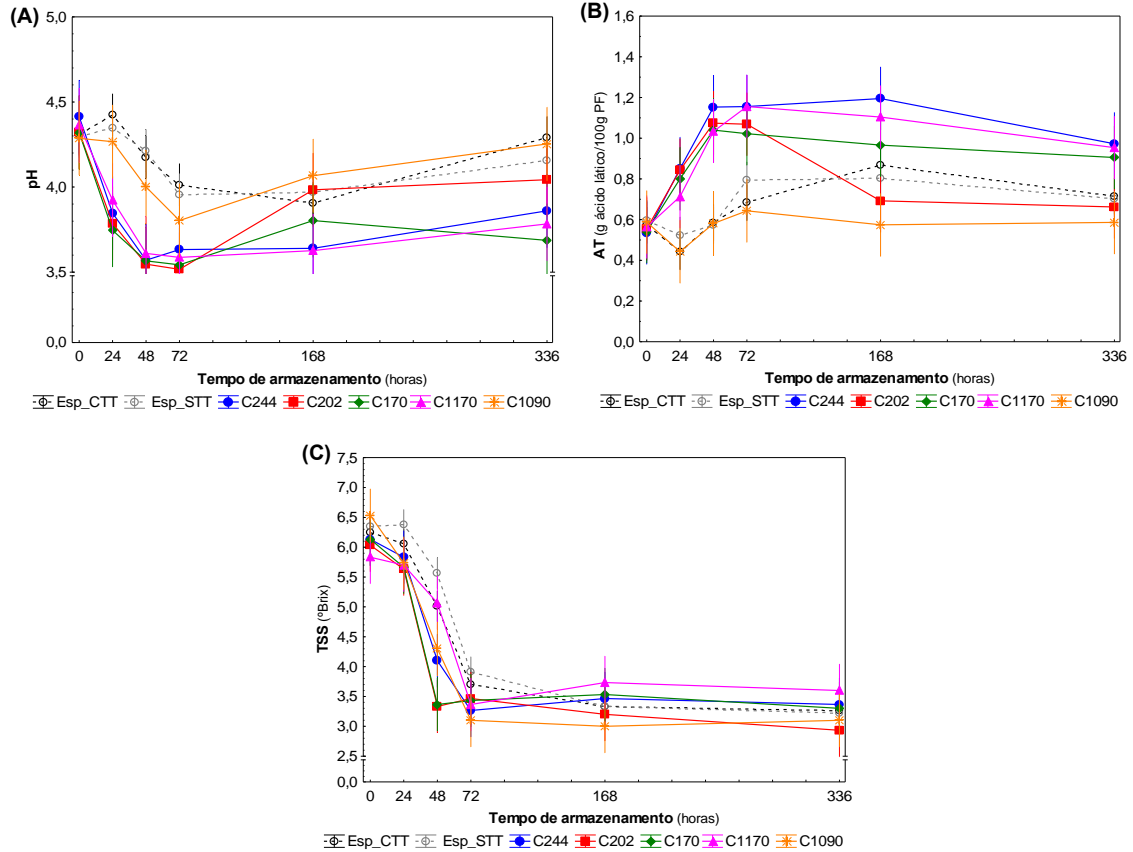 (A)
pH
5,0
4,5
4,0
3,5
0,0
0 24 48 72 168 336
Tempo de armazenamento (horas)
Esp_CTT Esp_STT C244 C202 C170 C1170 C1090
(B)
AT (g ácido lático/100g PF)
1,6
1,4
1,2
1,0
0,8
0,6
0,4
0,2
0,0
0 24 48 72 168 336
Tempo de armazenamento (horas)
Esp_CTT Esp_STT C244 C202 C170 C1170 C1090
(C)
TSS (ºBrix)
7,5
7,0
6,5
6,0
5,5
5,0
4,5
4,0
3,5
3,0
2,5
0,0
0 24 48 72 168 336
Tempo de armazenamento (horas)
Esp_CTT Esp_STT C244 C202 C170 C1170 C1090